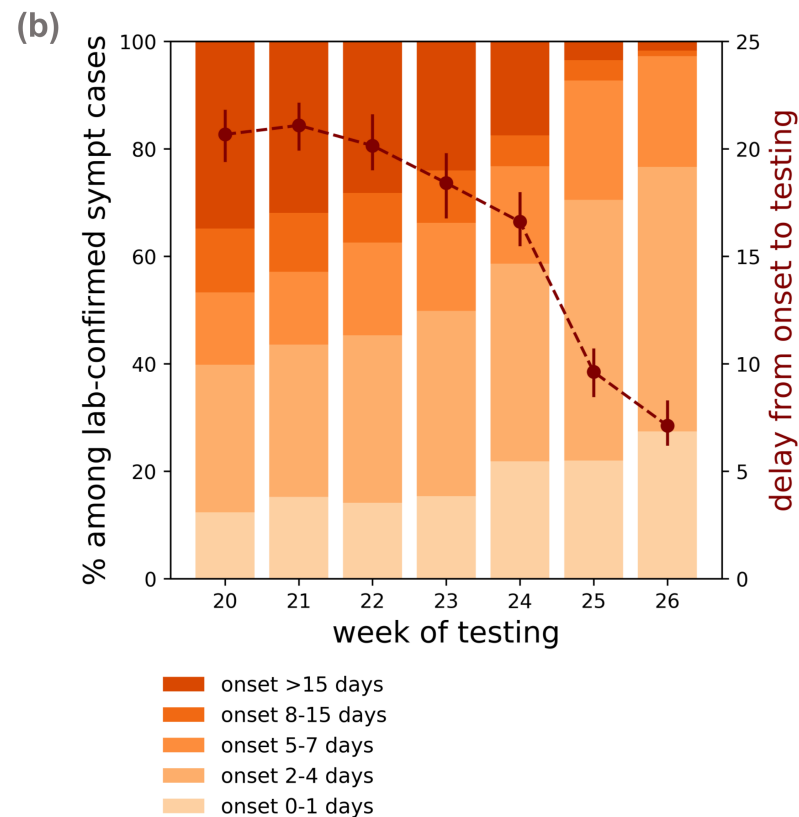 (b)
% among lab-confirmed sympt cases
100
80
60
40
20
0
25
20
15
10
5
0
delay from onset to testing
20 21 22 23 24 25 26
week of testing
onset >15 days
onset 8-15 days
onset 5-7 days
onset 2-4 days
onset 0-1 days